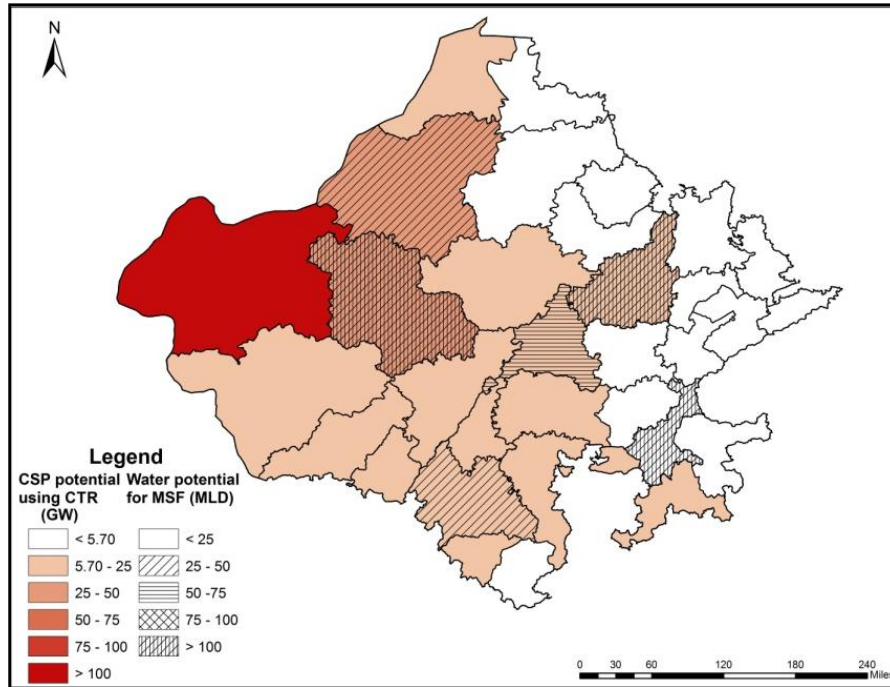 N
Legend
CSP potential Water potential
using CTR for MSF (MLD)
(GW)
< 5.70 < 25
5.70 - 25 25 - 50
25 - 50 50 -75
50 - 75 75 - 100
75 - 100 > 100
> 100
0 30 60 120 180 240
Miles